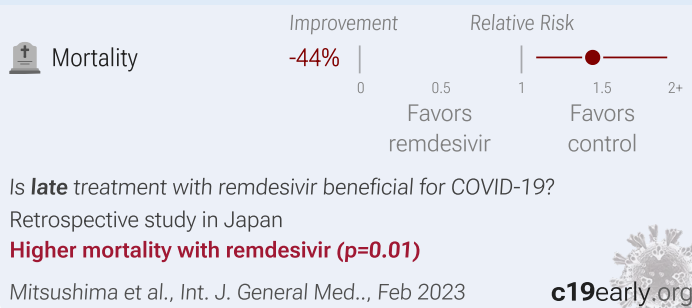 Improvement Relative Risk
Mortality -44%
0 0.5 1 1.5 2+
Favors remdesivir
Favors control
Is late treatment with remdesivir beneficial for COVID-19?
Retrospective study in Japan
Higher mortality with remdesivir (p=0.01)
Mitsushima et al., Int. J. General Med.., Feb 2023
c19early.org